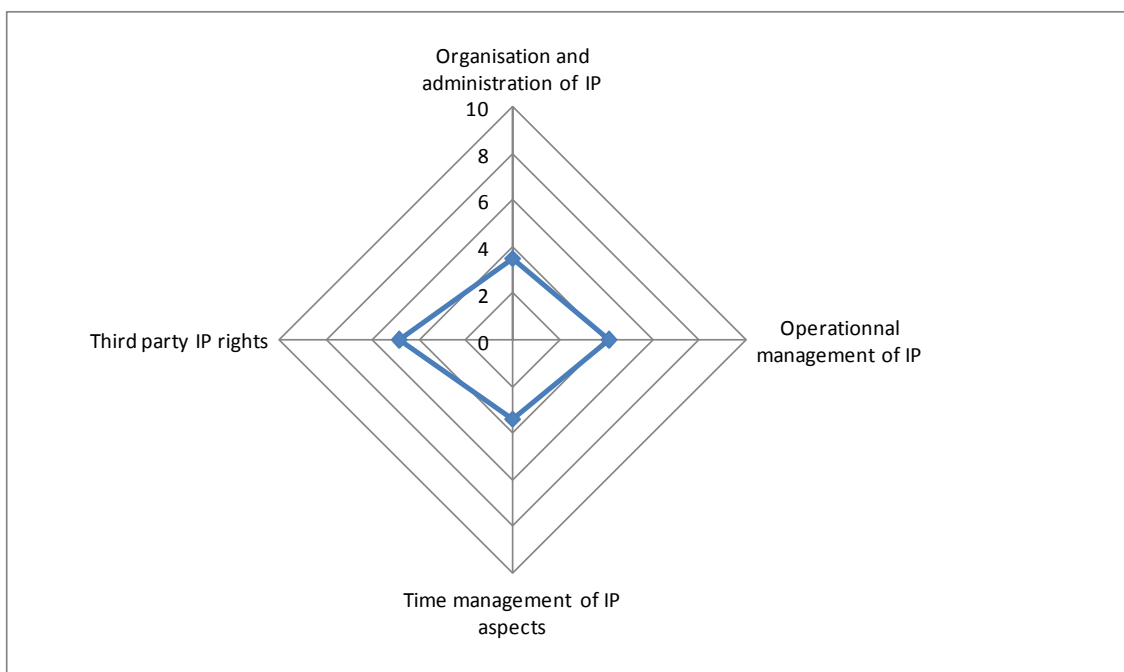 Organisation and
administration of IP
10
8
6
4
2
0
Operationnal
management of IP
Third party IP rights
Time management of IP
aspects